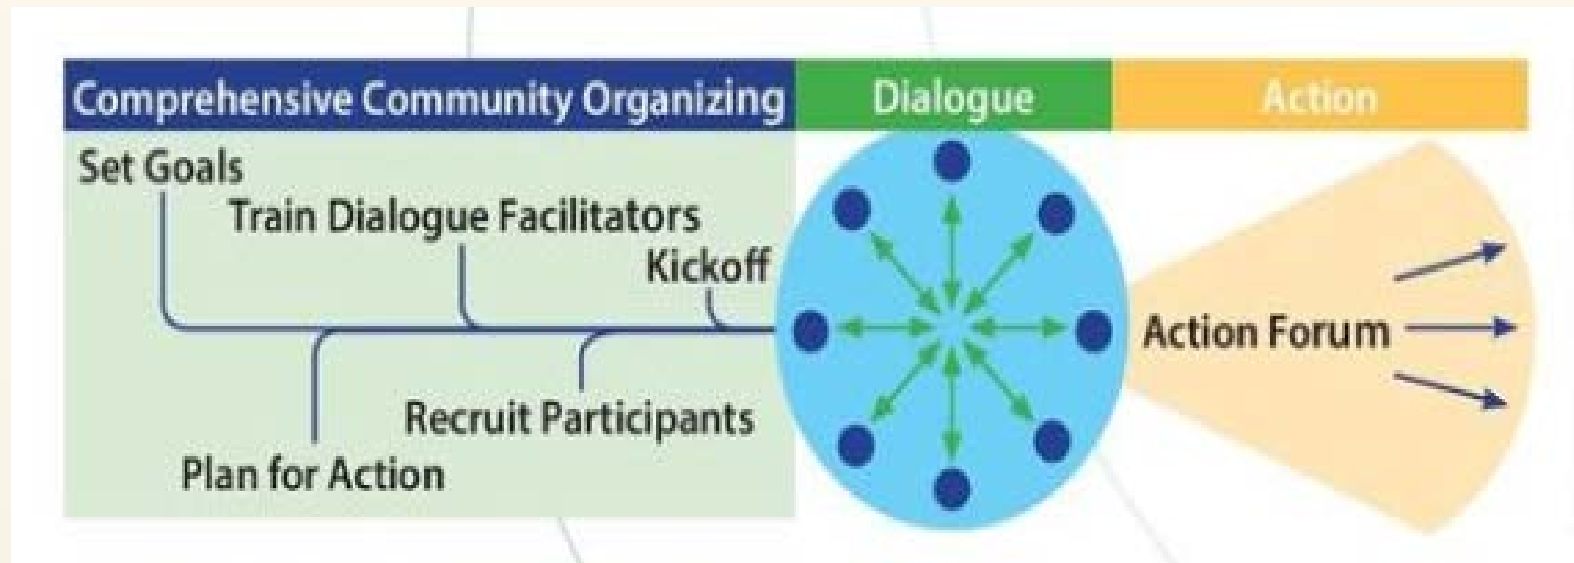 Comprehensive Community Organizing
Dialogue
Action
Set Goals
Train Dialogue Facilitators
Kickoff
Action Forum
Recruit Participants
Plan for Action